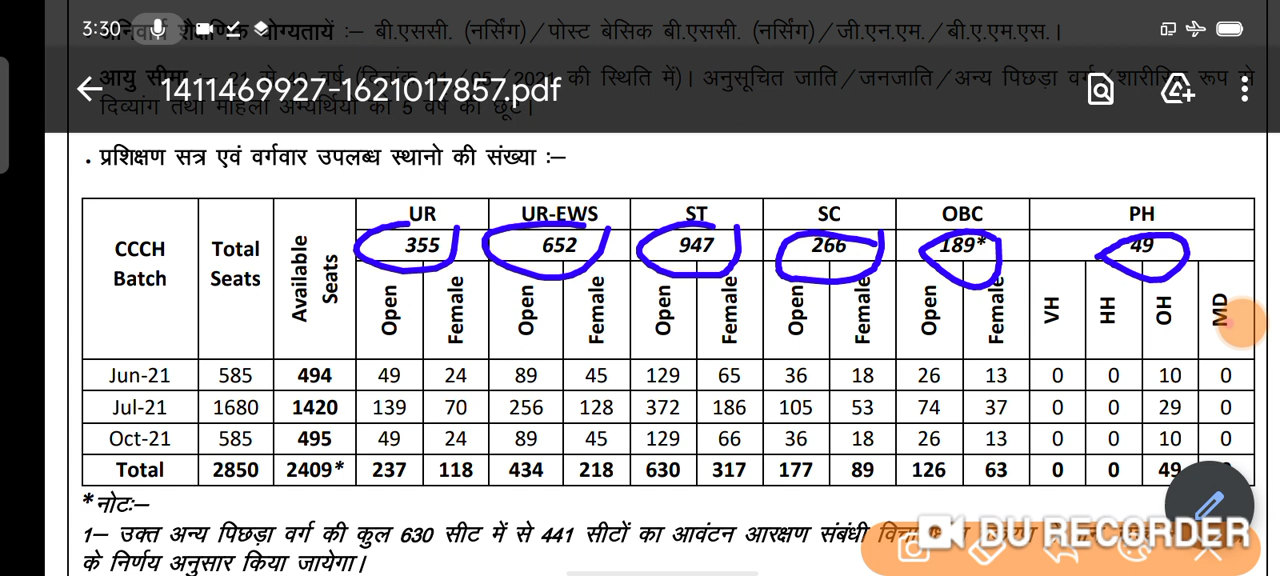 3:30
अनिवार्य शैक्षणिक योग्यतायें :– बी.एससी. (नर्सिंग) / पोस्ट बेसिक बी.एससी. (नर्सिंग) / जी.एन.एम. / बी.ए.एम.एस. |
आयु सीमा :– 21 से 40 वर्ष (दिनांक 01/05/2021 की स्थिति में)। अनुसूचित जाति / जनजाति / अन्य पिछड़ा वर्ग / शारीरिक रूप से
1411469927-1621017857.pdf
दिव्यांग तथा महिला अभ्यर्थियों को 5 वर्ष की छूट।
. प्रशिक्षण सत्र एवं वर्गवार उपलब्ध स्थानो की संख्या :–
CCCH Batch Total Seats Available Seats UR UR-EWS ST SC OBC PH
355 652 947 266 189* 49
Open Female Open Female Open Female Open Female Open Female VH HH OH MD
Jun-21 585 494 49 24 89 45 129 65 36 18 26 13 0 0 10 0
Jul-21 1680 1420 139 70 256 128 372 186 105 53 74 37 0 0 29 0
Oct-21 585 495 49 24 89 45 129 66 36 18 26 13 0 0 10 0
Total 2850 2409* 237 118 434 218 630 317 177 89 126 63 0 0 49
*नोटः–
1– उक्त अन्य पिछड़ा वर्ग की कुल 630 सीट में से 441 सीटों का आवंटन आरक्षण संबंधी
के निर्णय अनुसार किया जायेगा।
DU RECORDER